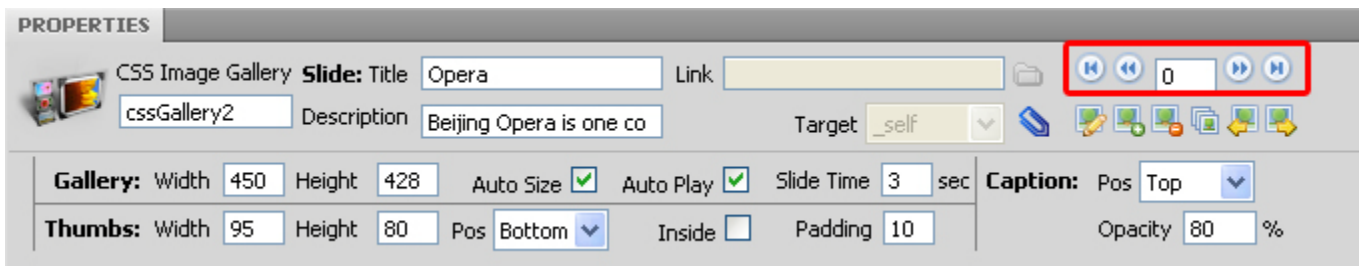 PROPERTIES
CSS Image Gallery Slide: Title Opera Link 0
cssGallery2 Description Beijing Opera is one co Target _self
Gallery: Width 450 Height 428 Auto Size Auto Play Slide Time 3 sec Caption: Pos Top
Thumbs: Width 95 Height 80 Pos Bottom Inside Padding 10 Opacity 80 %